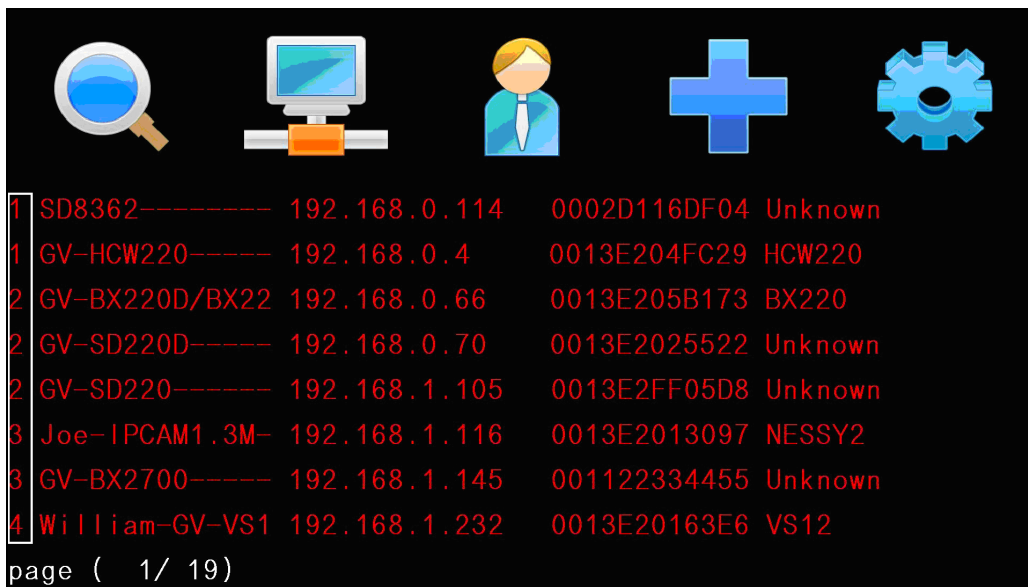 1 SD8362-------- 192.168.0.114 0002D116DF04 Unknown
1 GV-HCW220----- 192.168.0.4 0013E204FC29 HCW220
2 GV-BX220D/BX22 192.168.0.66 0013E205B173 BX220
2 GV-SD220D----- 192.168.0.70 0013E2025522 Unknown
2 GV-SD220------ 192.168.1.105 0013E2FF05D8 Unknown
3 Joe-IPCAM1.3M- 192.168.1.116 0013E2013097 NESSY2
3 GV-BX2700----- 192.168.1.145 001122334455 Unknown
4 William-GV-VS1 192.168.1.232 0013E20163E6 VS12
page ( 1/ 19)